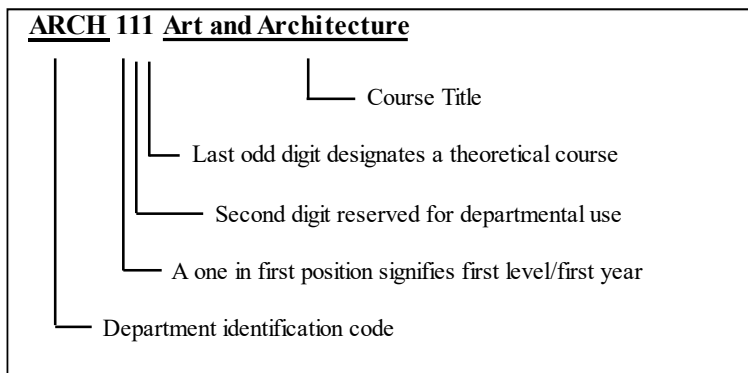 ARCH 111 Art and Architecture
Course Title
Last odd digit designates a theoretical course
Second digit reserved for departmental use
A one in first position signifies first level/first year
Department identification code